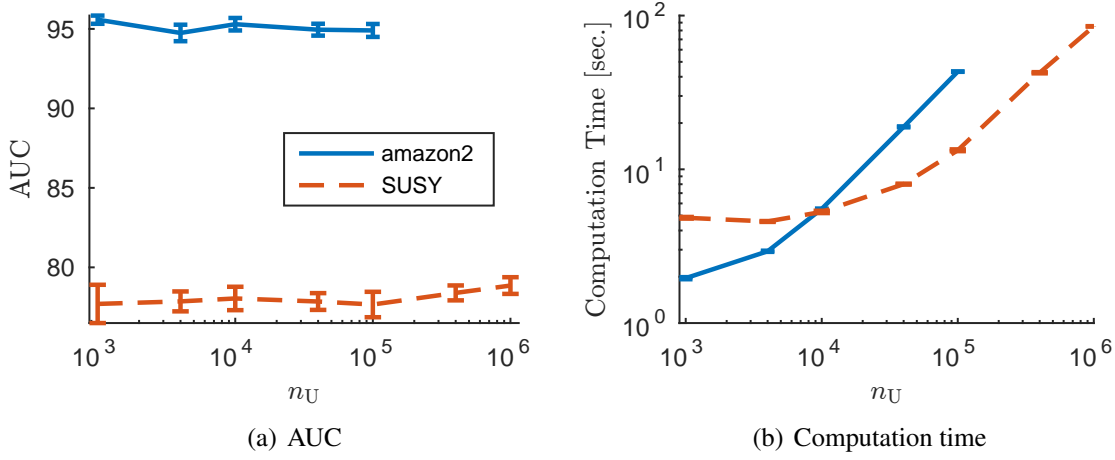 95
90
80
AUC
amazon2
SUSY
10^3 10^4 10^5 10^6
n_U
(a) AUC
10^2
10^1
10^0
Computation Time [sec.]
10^3 10^4 10^5 10^6
n_U
(b) Computation time